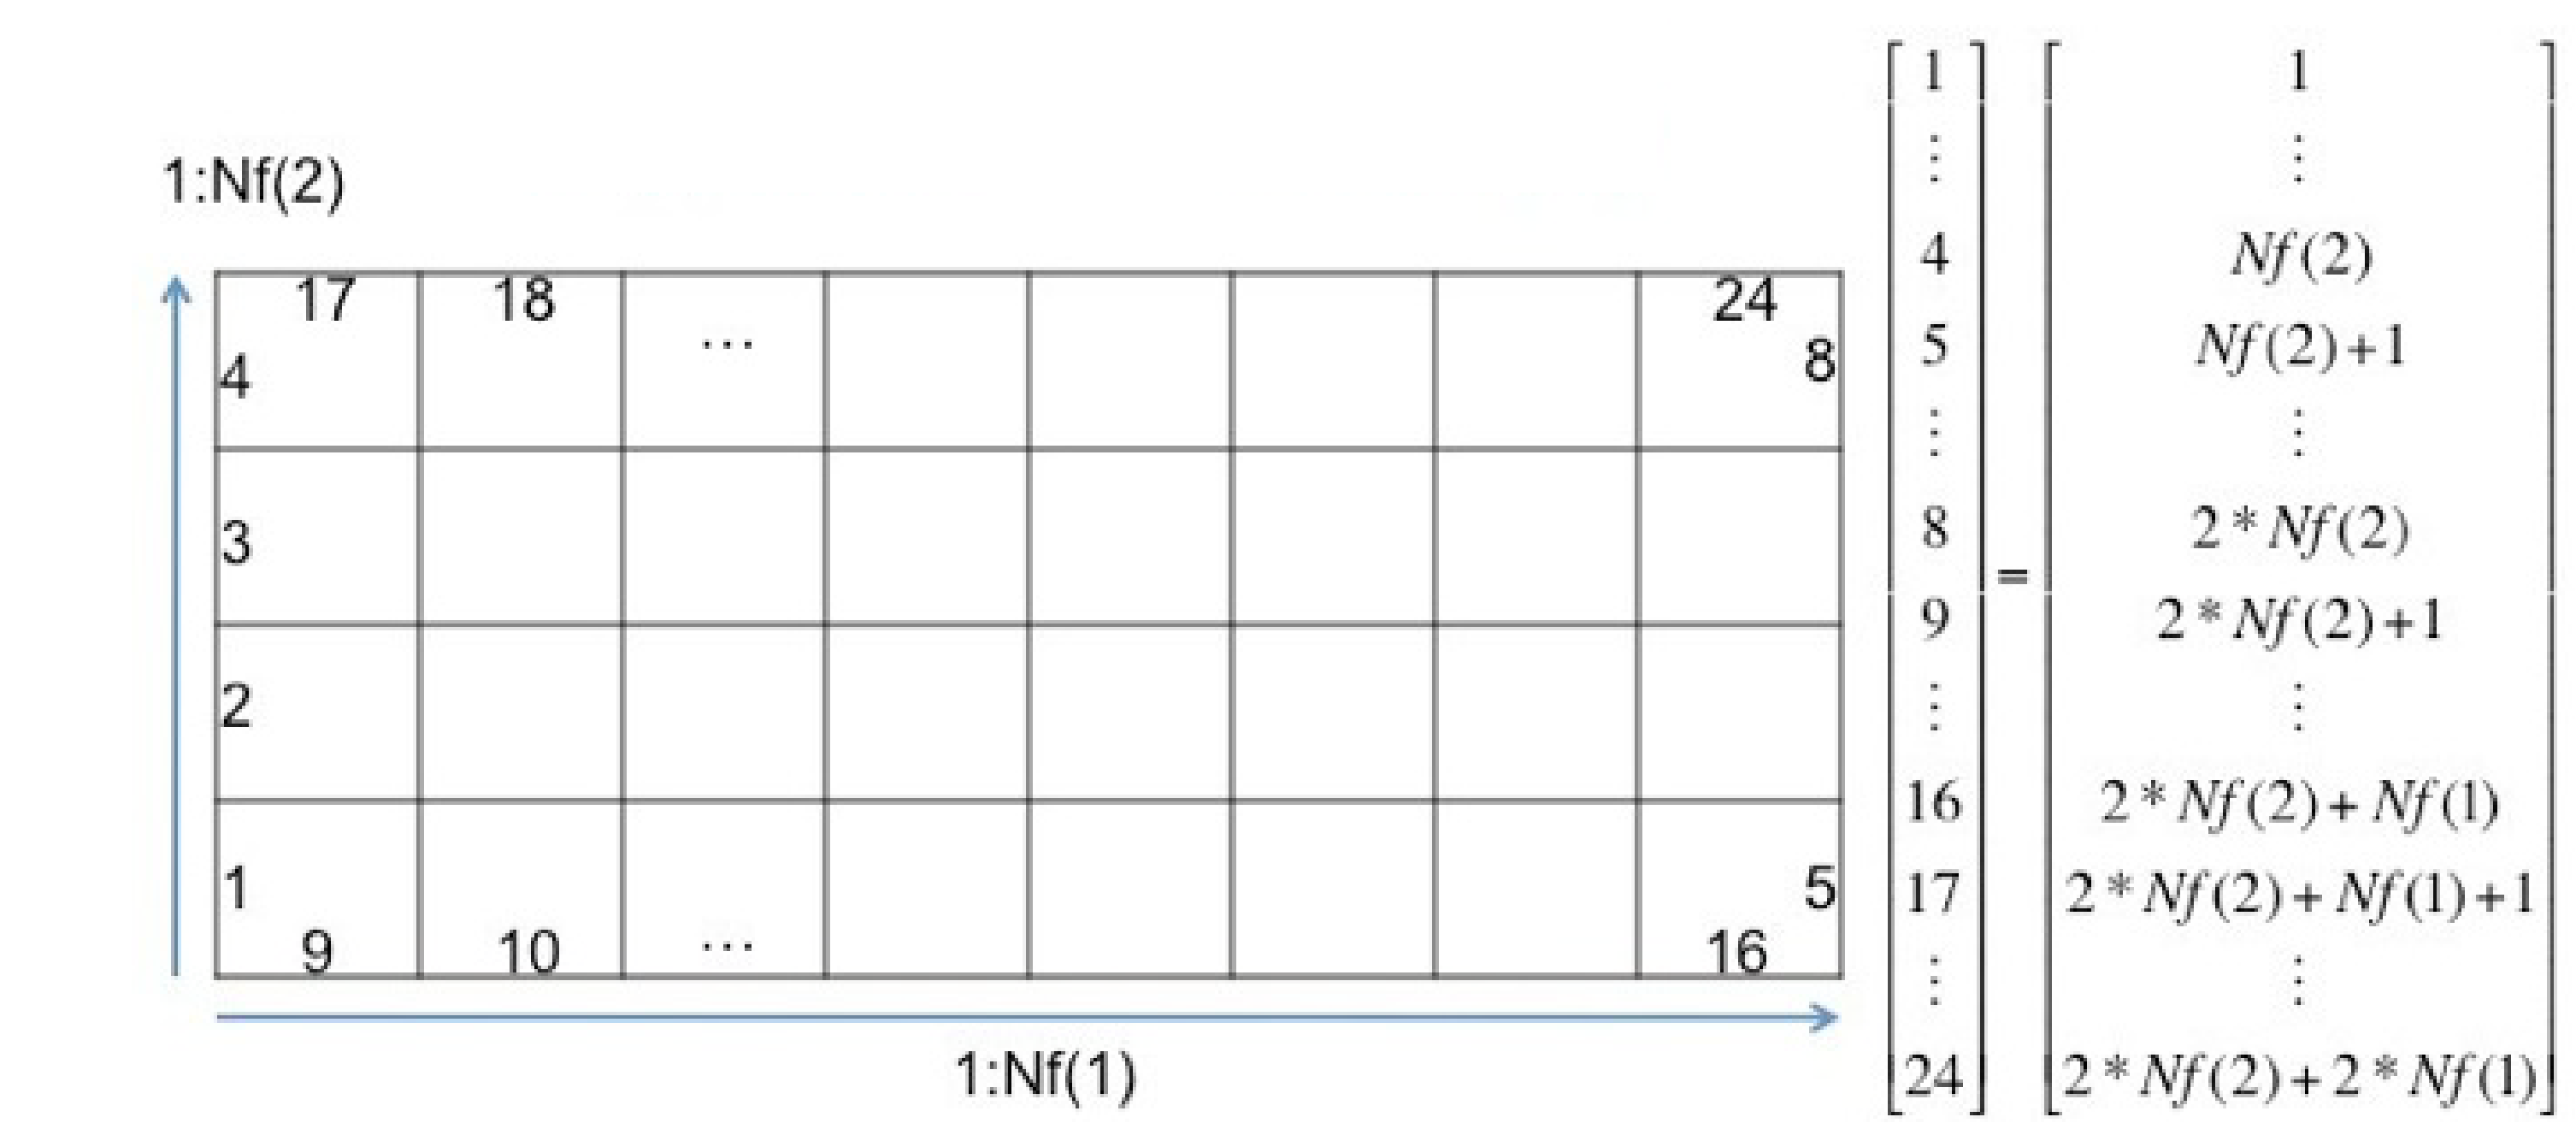 1:Nf(2)
17 18 24
... 
4 8
3
2
1 5
9 10 ... 16
1:Nf(1)
1
⋮
4
5
⋮
8
9
⋮
16
17
⋮
24
=
1
⋮
Nf(2)
Nf(2)+1
⋮
2*Nf(2)
2*Nf(2)+1
⋮
2*Nf(2)+Nf(1)
2*Nf(2)+Nf(1)+1
⋮
2*Nf(2)+2*Nf(1)